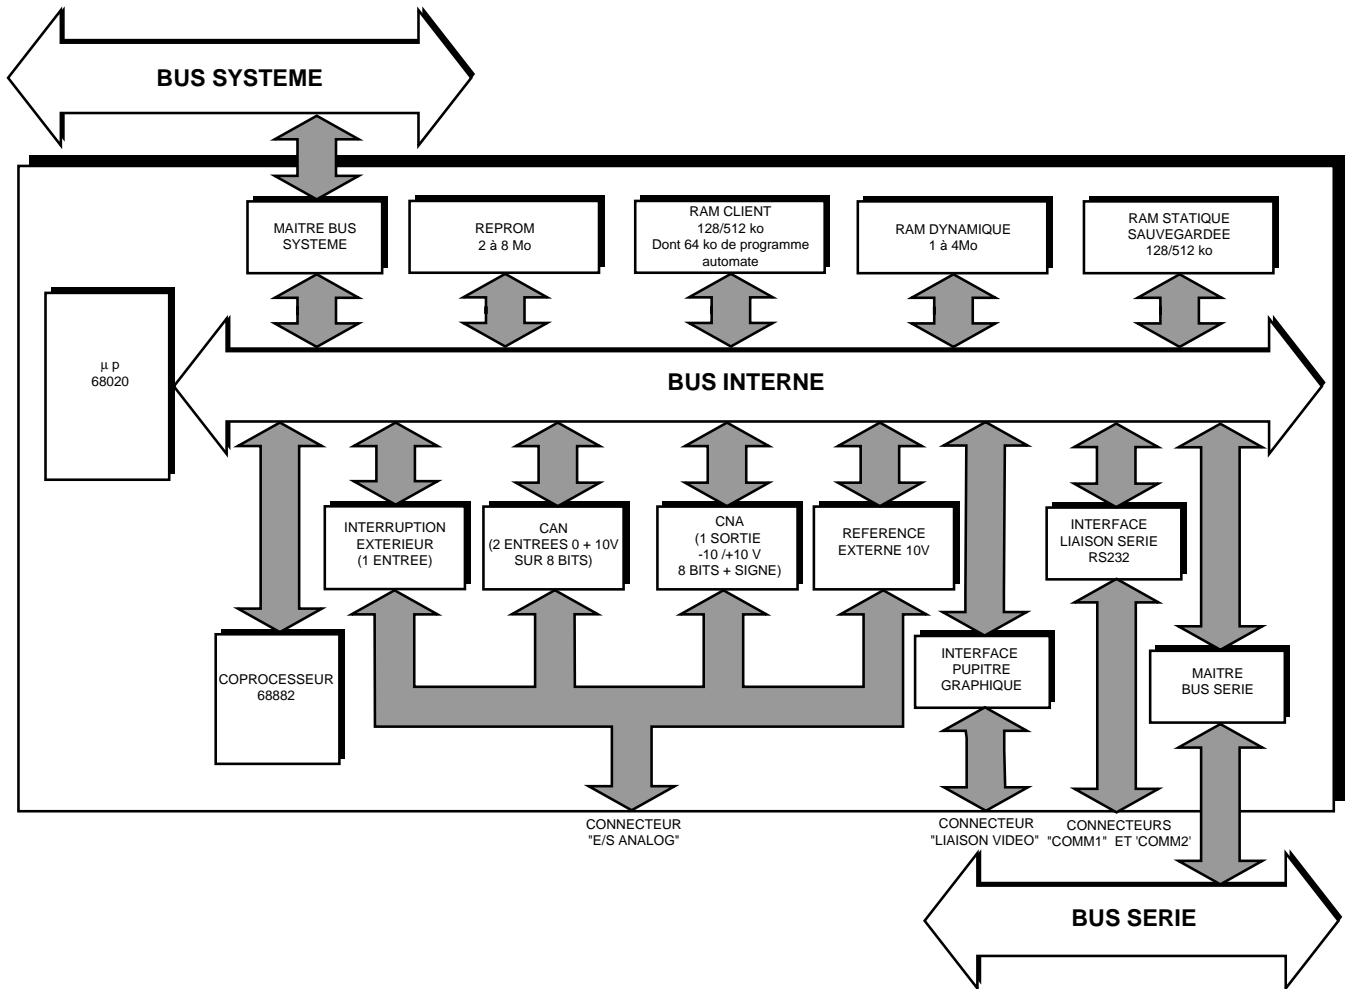 BUS SYSTEME
MAITRE BUS
SYSTEME
REPROM
2 à 8 Mo
RAM CLIENT
128/512 ko
Dont 64 ko de programme
automate
RAM DYNAMIQUE
1 à 4Mo
RAM STATIQUE
SAUVEGARDEE
128/512 ko
µ p
68020
BUS INTERNE
INTERRUPTION
EXTERIEUR
(1 ENTREE)
CAN
(2 ENTREES 0 + 10V
SUR 8 BITS)
CNA
(1 SORTIE
-10 /+10 V
8 BITS + SIGNE)
REFERENCE
EXTERNE 10V
INTERFACE
LIAISON SERIE
RS232
COPROCESSEUR
68882
INTERFACE
PUPITRE
GRAPHIQUE
MAITRE
BUS SERIE
CONNECTEUR
"E/S ANALOG"
CONNECTEUR
"LIAISON VIDEO"
CONNECTEURS
"COMM1" ET 'COMM2'
BUS SERIE